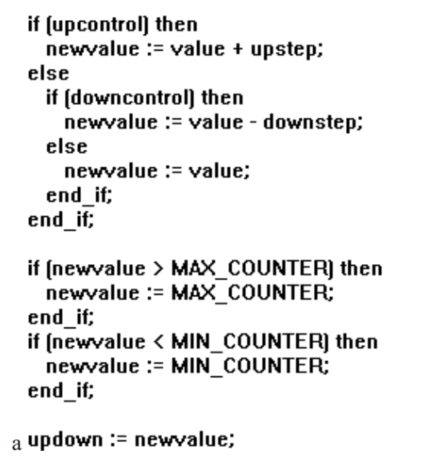 if (upcontrol) then
newvalue := value + upstep;
else
if (downcontrol) then
newvalue := value - downstep;
else
newvalue := value;
end_if;
end_if;
if (newvalue > MAX_COUNTER) then
newvalue := MAX_COUNTER;
end_if;
if (newvalue < MIN_COUNTER) then
newvalue := MIN_COUNTER;
end_if;
a updown := newvalue;